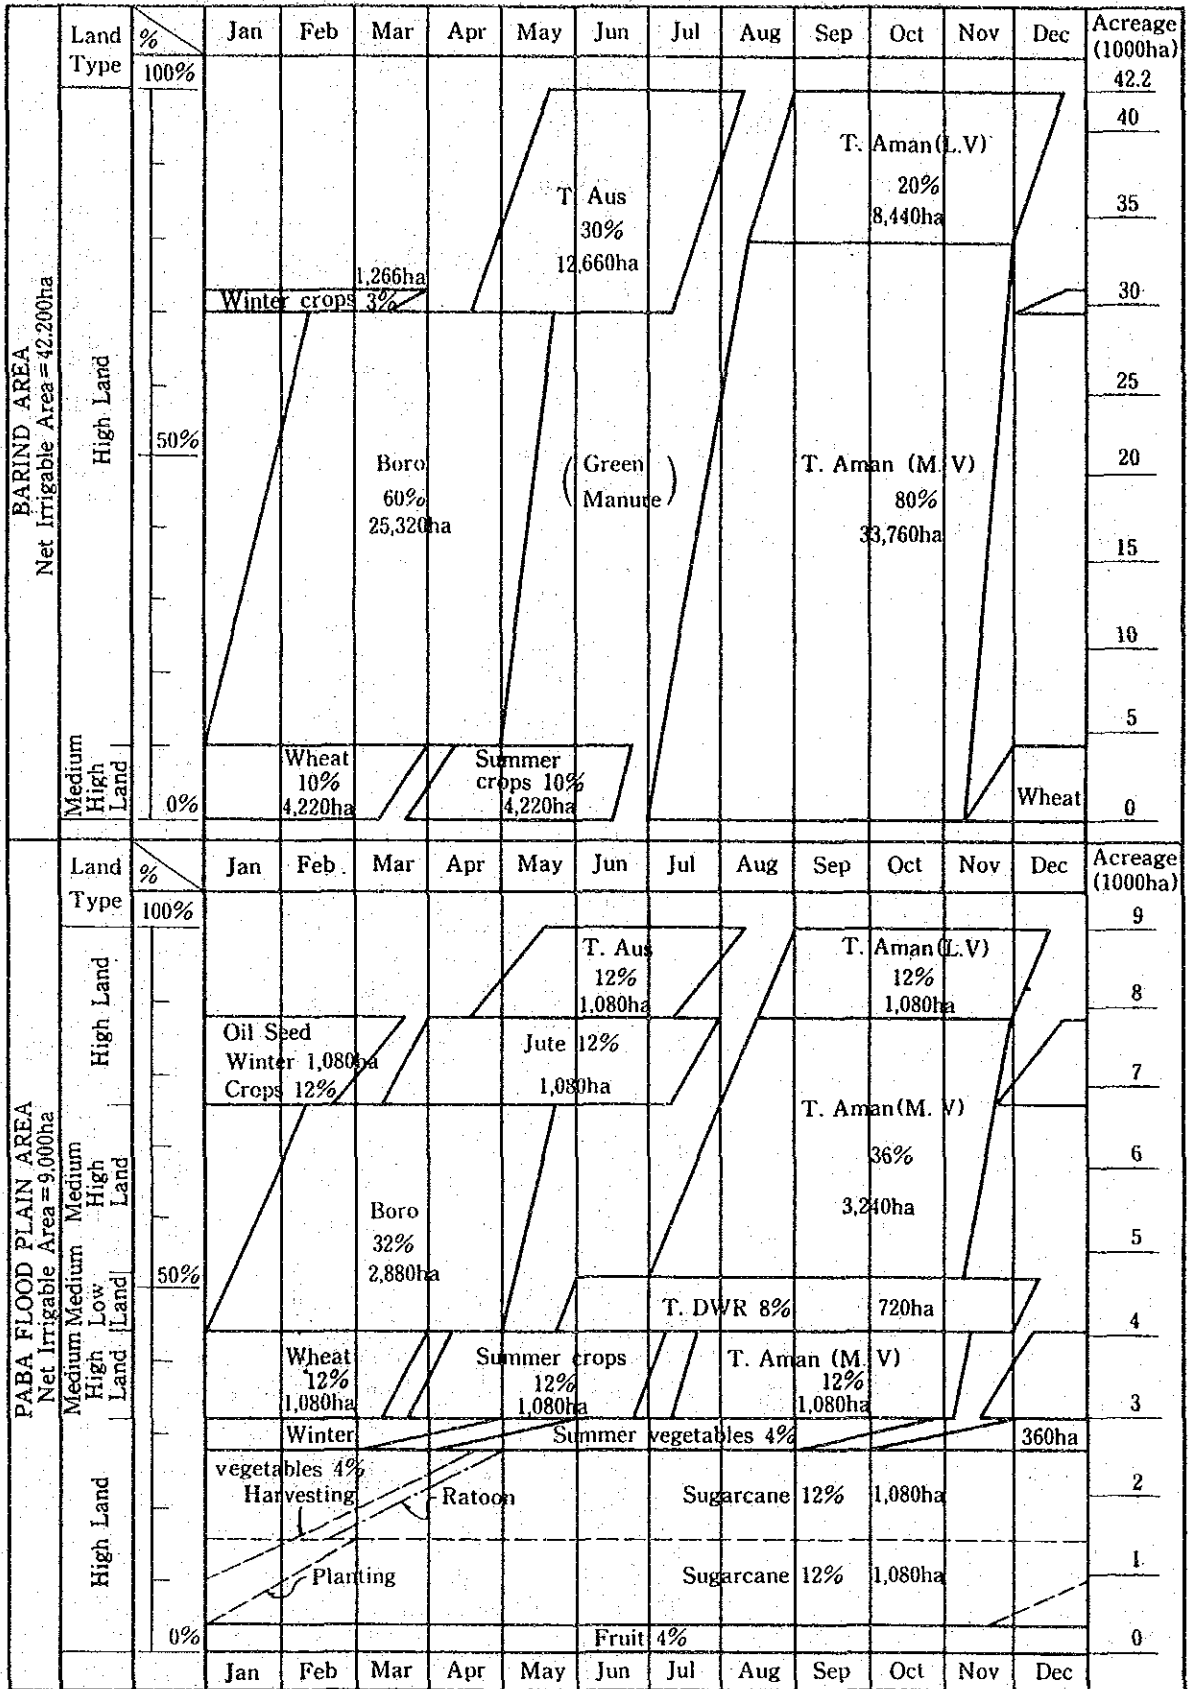 Land % Jan Feb Mar Apr May Jun Jul Aug Sep Oct Nov Dec Acreage
Type 100% (1000ha)
42.2
40
T. Aman(L.V)
20%
8,440ha
T. Aus
30%
12,660ha
35
1,266ha
Winter crops 3%
30
BARIND AREA
Net Irrigable Area = 42.200ha
High Land
25
50%
Boro
60%
25,320ha
(Green
Manute)
T. Aman (M. V)
80%
33,760ha
20
15
10
5
Medium
High
Land
0%
Wheat
10%
4,220ha
Summer
crops 10%
4,220ha
Wheat
0
Land % Jan Feb. Mar Apr May Jun Jul Aug Sep Oct Nov Dec Acreage
Type 100% (1000ha)
9
High Land
T. Aus
12%
1,080ha
T. Aman(L.V)
12%
1,080ha
8
Oil Seed
Winter 1,080ha
Crops 12%
Jute 12%
1,080ha
7
PABA FLOOD PLAIN AREA
Net Irrigable Area = 9,000ha
Medium
High
Land
T. Aman(M. V)
36%
3,240ha
6
Boro
32%
2,880ha
5
Medium
Low
Land
50%
T. DWR 8% 720ha
4
Medium
High
Land
Wheat
12%
1,080ha
Summer crops
12%
1,080ha
T. Aman (M. V)
12%
1,080ha
3
Winter
Summer vegetables 4%
360ha
High Land
vegetables 4%
Harvesting
Ratoon
Sugarcane 12% 1,080ha
2
Planting
Sugarcane 12% 1,080ha
1
0%
Fruit 4%
0
Jan Feb Mar Apr May Jun Jul Aug Sep Oct Nov Dec